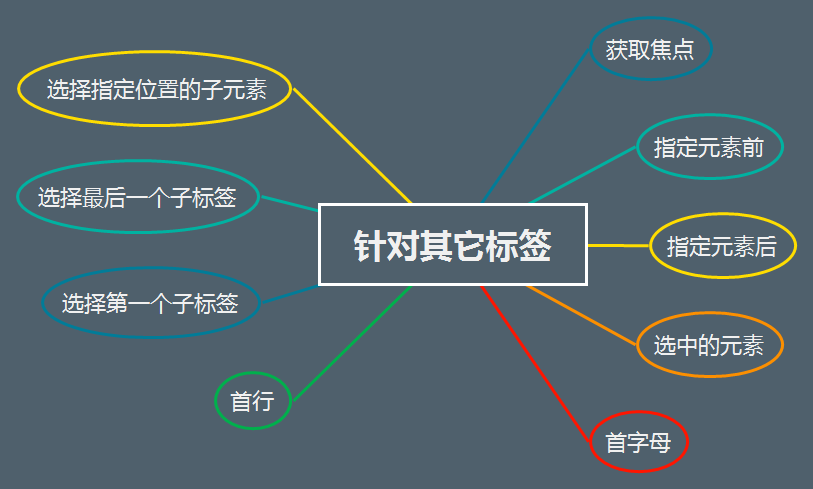 针对其它标签
获取焦点
指定元素前
指定元素后
选中的元素
首字母
首行
选择第一个子标签
选择最后一个子标签
选择指定位置的子元素